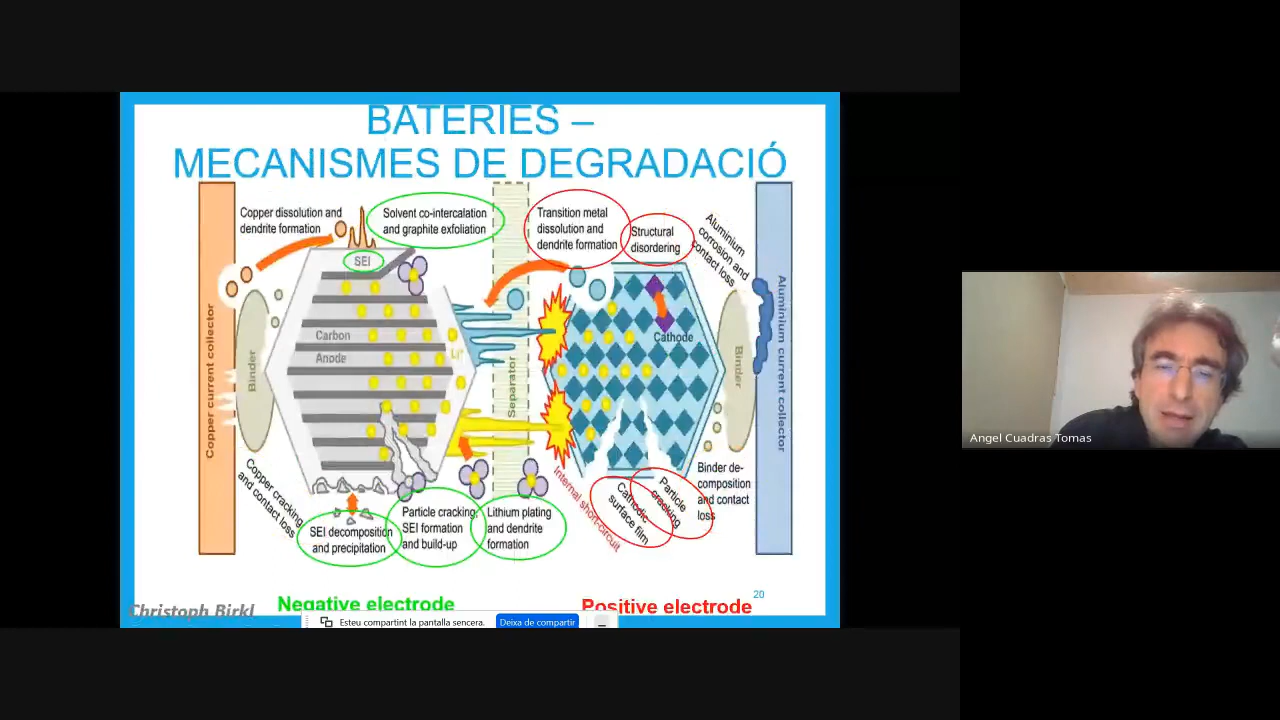 BATERIES –
MECANISMES DE DEGRADACIÓ
Copper dissolution and
dendrite formation
Solvent co-intercalation
and graphite exfoliation
Transition metal
dissolution and
dendrite formation
Structural
disordering
Aluminium
corrosion and
contact loss
SEI
Copper current collector
Binder
Carbon
Anode
Li+
Separator
Cathode
Binder
Aluminium current collector
Copper cracking
and contact loss
SEI decomposition
and precipitation
Particle cracking,
SEI formation
and build-up
Lithium plating
and dendrite
formation
Internal short-circuit
Cathodic
surface film
Particle
cracking
Binder de-
composition
and contact
loss
Negative electrode
Positive electrode
20
Christoph Birkl
Esteu compartint la pantalla sencera.
Deixa de compartir
Angel Cuadras Tomas